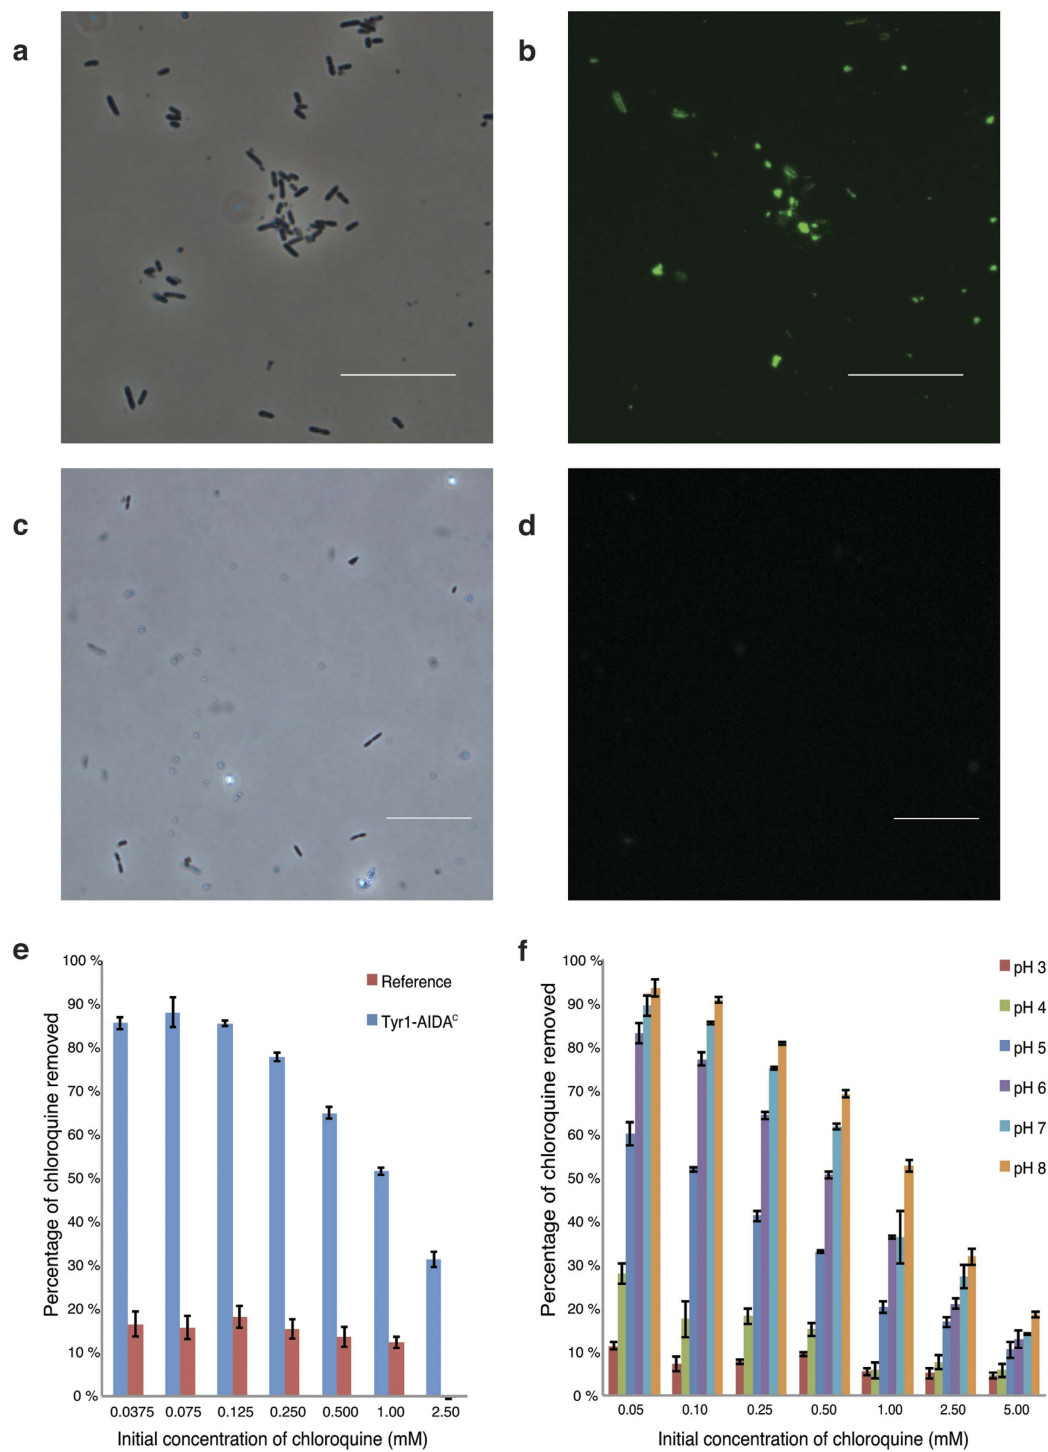 a
b
c
d
e
f
100 %
90 %
80 %
70 %
60 %
50 %
40 %
30 %
20 %
10 %
0 %
Percentage of chloroquine removed
Reference
Tyr1-AIDAᶜ
0.0375 0.075 0.125 0.250 0.500 1.00 2.50
Initial concentration of chloroquine (mM)
100 %
90 %
80 %
70 %
60 %
50 %
40 %
30 %
20 %
10 %
0 %
Percentage of chloroquine removed
pH 3
pH 4
pH 5
pH 6
pH 7
pH 8
0.05 0.10 0.25 0.50 1.00 2.50 5.00
Initial concentration of chloroquine (mM)